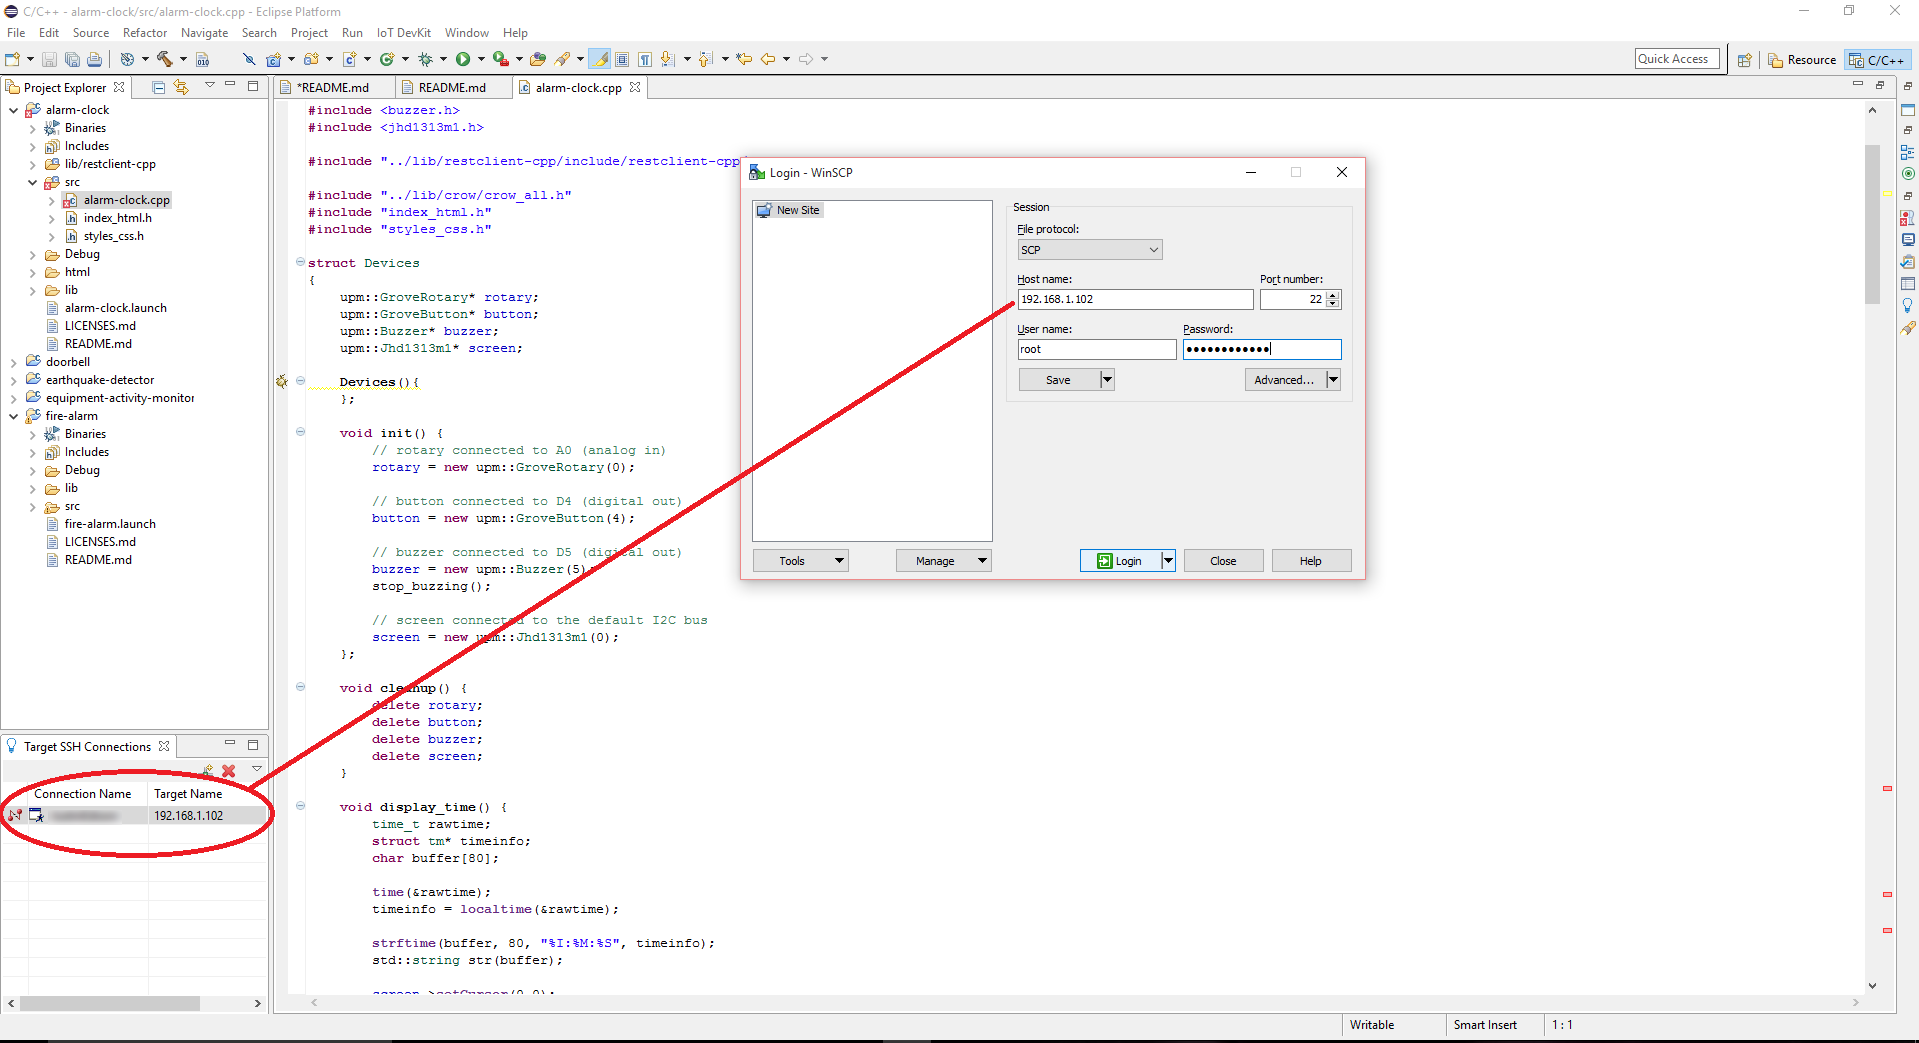 C/C++ - alarm-clock/src/alarm-clock.cpp - Eclipse Platform
File Edit Source Refactor Navigate Search Project Run IoT DevKit Window Help
Quick Access
Resource
C/C++
Project Explorer
*README.md
README.md
alarm-clock.cpp
alarm-clock
Binaries
Includes
lib/restclient-cpp
src
alarm-clock.cpp
index_html.h
styles_css.h
Debug
html
lib
alarm-clock.launch
LICENSES.md
README.md
doorbell
earthquake-detector
equipment-activity-monitor
fire-alarm
Binaries
Includes
Debug
lib
src
fire-alarm.launch
LICENSES.md
README.md
Target SSH Connections
Connection Name Target Name
192.168.1.102
#include <buzzer.h>
#include <jhd1313m1.h>
#include "../lib/restclient-cpp/include/restclient-cpp
#include "../lib/crow/crow_all.h"
#include "index_html.h"
#include "styles_css.h"
struct Devices
{
upm::GroveRotary* rotary;
upm::GroveButton* button;
upm::Buzzer* buzzer;
upm::Jhd1313m1* screen;
Devices(){
};
void init() {
// rotary connected to A0 (analog in)
rotary = new upm::GroveRotary(0);
// button connected to D4 (digital out)
button = new upm::GroveButton(4);
// buzzer connected to D5 (digital out)
buzzer = new upm::Buzzer(5);
stop_buzzing();
// screen connected to the default I2C bus
screen = new upm::Jhd1313m1(0);
};
void cleanup() {
delete rotary;
delete button;
delete buzzer;
delete screen;
}
void display_time() {
time_t rawtime;
struct tm* timeinfo;
char buffer[80];
time(&rawtime);
timeinfo = localtime(&rawtime);
strftime(buffer, 80, "%I:%M:%S", timeinfo);
std::string str(buffer);
screen->setCursor(0,0);
Login - WinSCP
New Site
Session
File protocol:
SCP
Host name:
Port number:
192.168.1.102
22
User name:
Password:
root
●●●●●●●●●●●●
Save
Advanced...
Tools
Manage
Login
Close
Help
Writable
Smart Insert
1 : 1